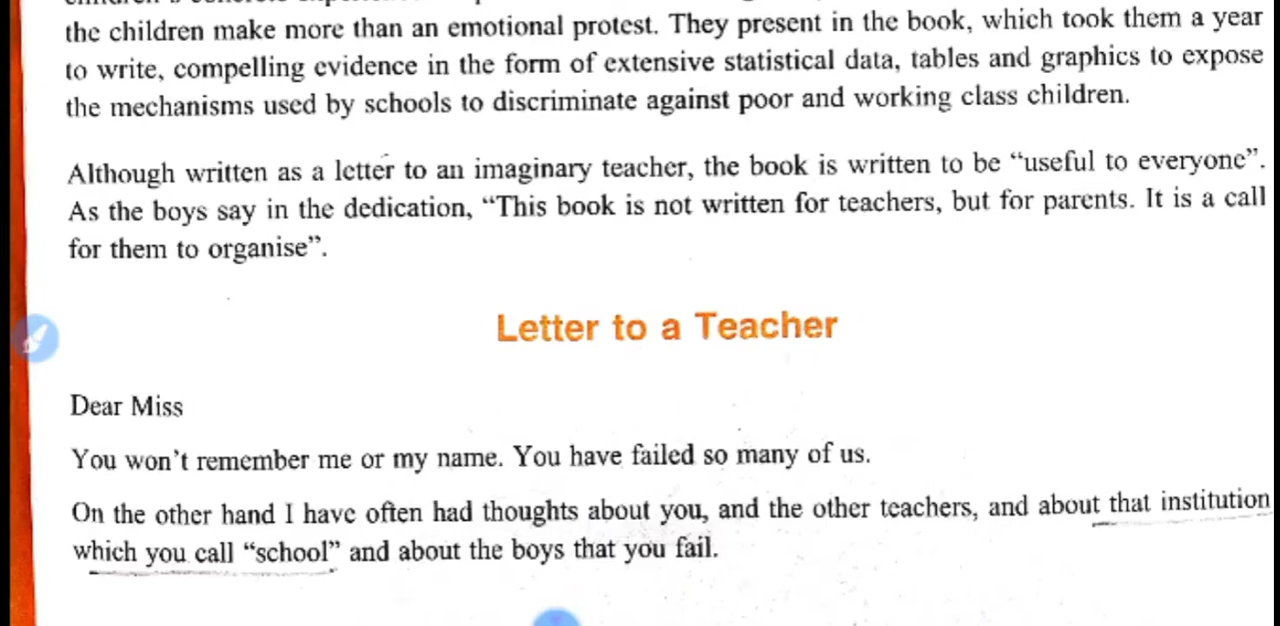 the children make more than an emotional protest. They present in the book, which took them a year
to write, compelling evidence in the form of extensive statistical data, tables and graphics to expose
the mechanisms used by schools to discriminate against poor and working class children.
Although written as a letter to an imaginary teacher, the book is written to be “useful to everyone”.
As the boys say in the dedication, “This book is not written for teachers, but for parents. It is a call
for them to organise”.
Letter to a Teacher
Dear Miss
You won’t remember me or my name. You have failed so many of us.
On the other hand I have often had thoughts about you, and the other teachers, and about that institution
which you call “school” and about the boys that you fail.